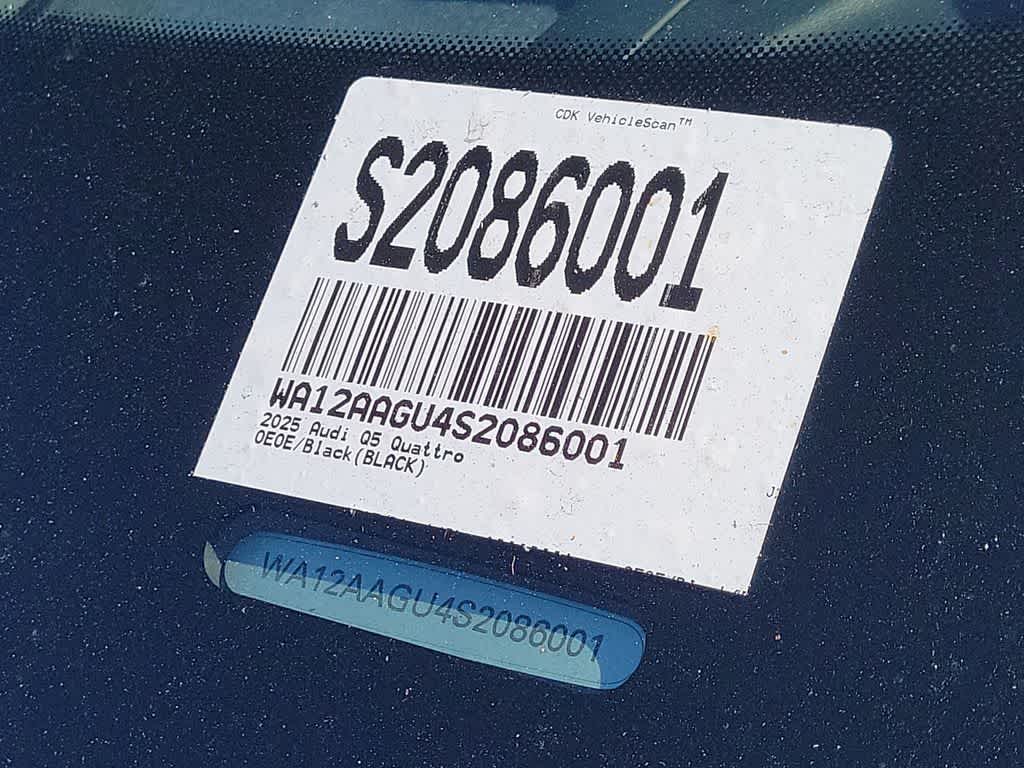 CDK VehicleScan™
S2086001
WA12AAGU4S2086001
2025 Audi Q5 Quattro
0E0E/Black(BLACK)
WA12AAGU4S2086001